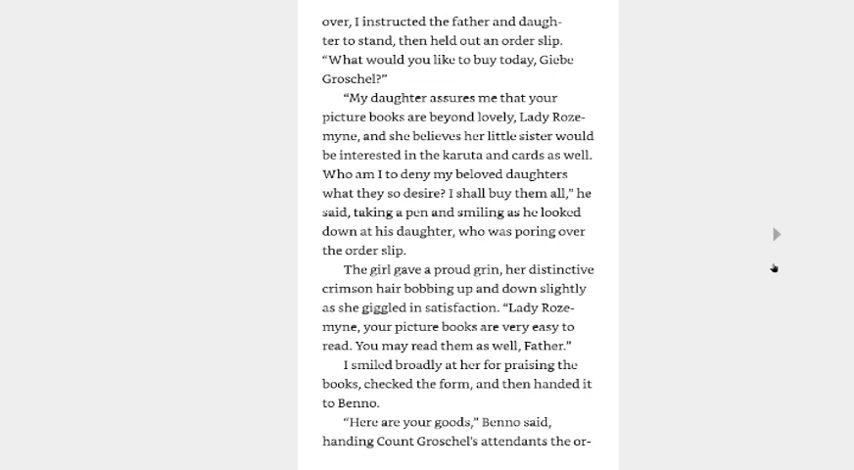 over, I instructed the father and daugh-
ter to stand, then held out an order slip.
“What would you like to buy today, Giebe
Groschel?”
“My daughter assures me that your
picture books are beyond lovely, Lady Roze-
myne, and she believes her little sister would
be interested in the karuta and cards as well.
Who am I to deny my beloved daughters
what they so desire? I shall buy them all,” he
said, taking a pen and smiling as he looked
down at his daughter, who was poring over
the order slip.
The girl gave a proud grin, her distinctive
crimson hair bobbing up and down slightly
as she giggled in satisfaction. “Lady Roze-
myne, your picture books are very easy to
read. You may read them as well, Father.”
I smiled broadly at her for praising the
books, checked the form, and then handed it
to Benno.
“Here are your goods,” Benno said,
handing Count Groschel’s attendants the or-